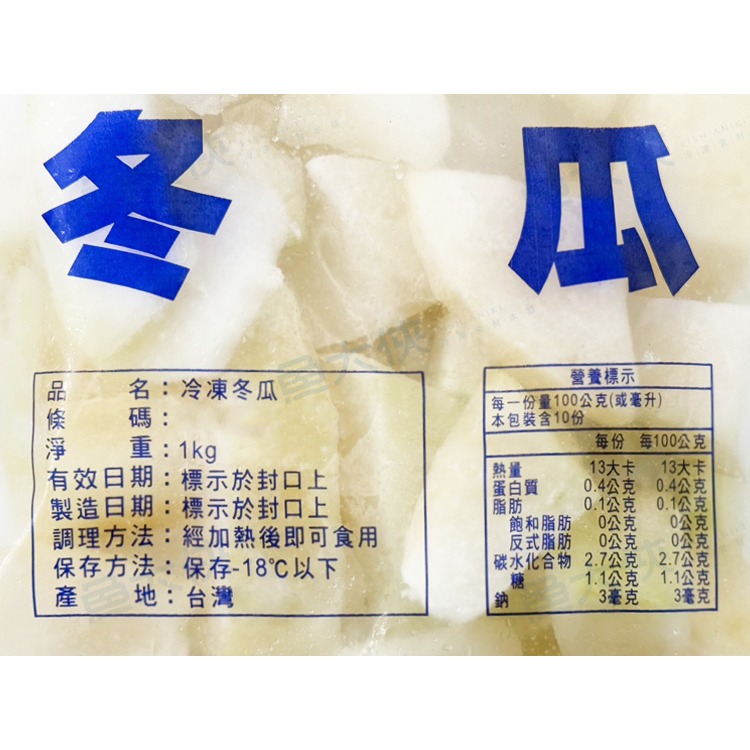 冬瓜
品名：冷凍冬瓜
條碼：
淨重：1kg
有效日期：標示於封口上
製造日期：標示於封口上
調理方法：經加熱後即可食用
保存方法：保存-18℃以下
產地：台灣
營養標示
每一份量100公克(或毫升)
本包裝含10份
每份 每100公克
熱量 13大卡 13大卡
蛋白質 0.4公克 0.4公克
脂肪 0.1公克 0.1公克
飽和脂肪 0公克 0公克
反式脂肪 0公克 0公克
碳水化合物 2.7公克 2.7公克
糖 1.1公克 1.1公克
鈉 3毫克 3毫克
魚大俠